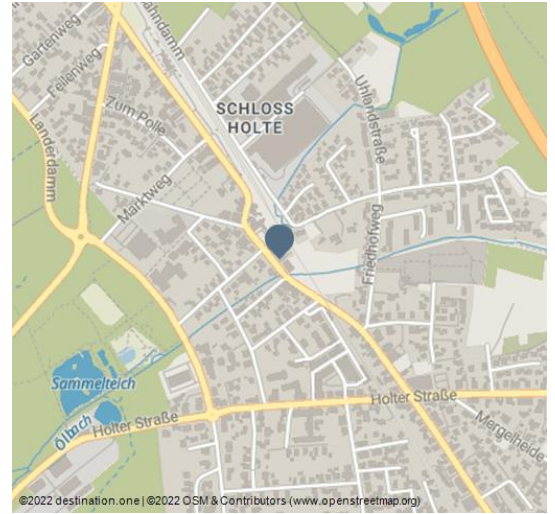 Gartenweg
Feilenweg
Bahndamm
Zum Polle
SCHLOSS
HOLTE
Uhlandstraße
Landerdamm
Marktweg
Friedhofweg
Sammelteich
Ölbach
Holter Straße
Holter Straße
Mergelheide
©2022 destination.one | ©2022 OSM & Contributors (www.openstreetmap.org)